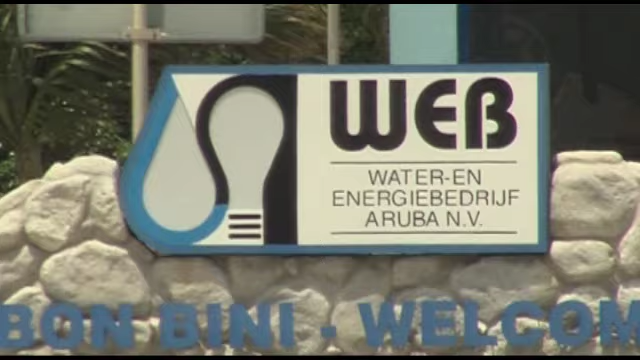 WEB
WATER-EN
ENERGIEBEDRIJF
ARUBA N.V.
BON BINI - WELCOM